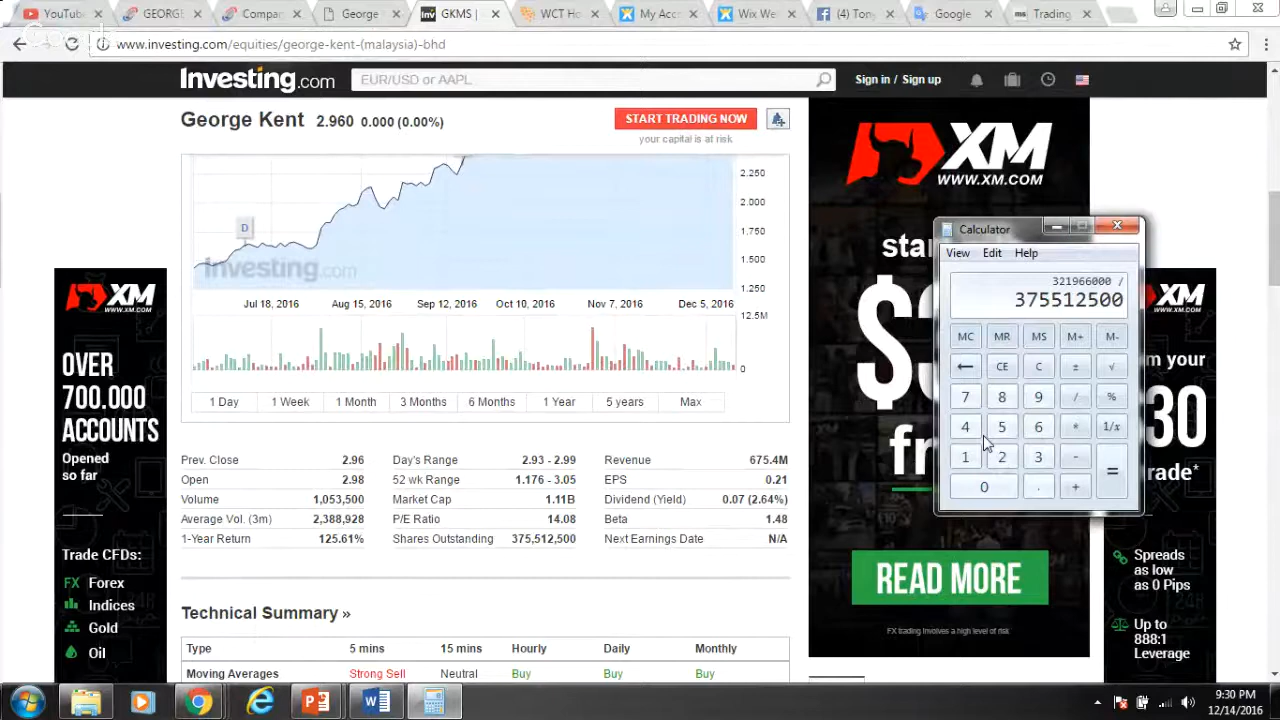 YouTub
GEORG
Compar
George
Inv GKMS
WCT Ho
My Acc
Wix We
f (4) Top
Google
Trading
www.investing.com/equities/george-kent-(malaysia)-bhd
Investing.com
EUR/USD or AAPL
Sign in / Sign up
George Kent 2.960 0.000 (0.00%)
START TRADING NOW
your capital is at risk
2.250
2.000
1.750
1.500
1.250
D
Investing.com
Jul 18, 2016 Aug 15, 2016 Sep 12, 2016 Oct 10, 2016 Nov 7, 2016 Dec 5, 2016
12.5M
0
1 Day 1 Week 1 Month 3 Months 6 Months 1 Year 5 years Max
Prev. Close 2.96 Day's Range 2.93 - 2.99 Revenue 675.4M
Open 2.98 52 wk Range 1.176 - 3.05 EPS 0.21
1,053,500 Market Cap 1.11B Dividend (Yield) 0.07 (2.64%)
Average Vol. (3m) 2,388,928 P/E Ratio 14.08 Beta 1.48
1-Year Return 125.61% Shares Outstanding 375,512,500 Next Earnings Date N/A
Technical Summary »
Type 5 mins 15 mins Hourly Daily Monthly
Moving Averages Strong Sell Neutral Buy Buy Buy
XM
OVER
700.000
ACCOUNTS
Opened
so far
Trade CFDs:
FX Forex
Indices
Gold
Oil
XM
WWW.XM.COM
READ MORE
FX trading involves a high level of risk
Calculator
View Edit Help
321966000 /
375512500
MC MR MS M+ M-
← CE C ± √
7 8 9 / %
4 5 6 * 1/x
1 2 3 - =
0 . +
XM
30
Spreads
as low
as 0 Pips
Up to
888:1
Leverage
9:30 PM
12/14/2016